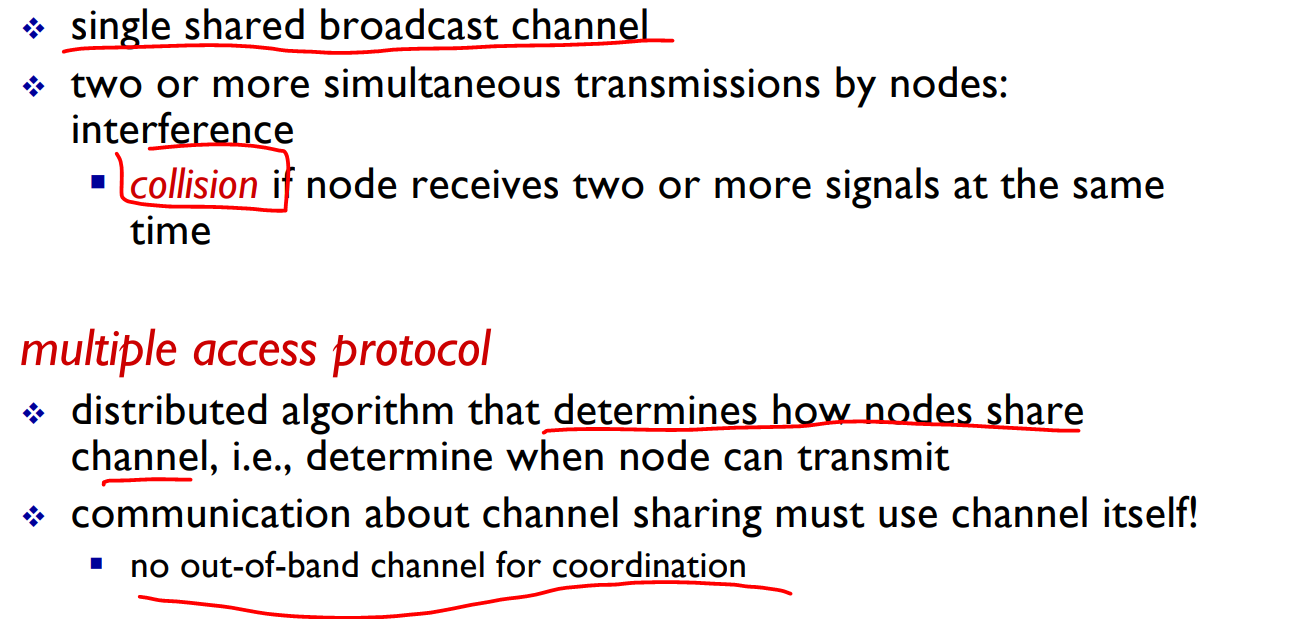 single shared broadcast channel
two or more simultaneous transmissions by nodes:
interference
collision if node receives two or more signals at the same
time
multiple access protocol
distributed algorithm that determines how nodes share
channel, i.e., determine when node can transmit
communication about channel sharing must use channel itself!
no out-of-band channel for coordination